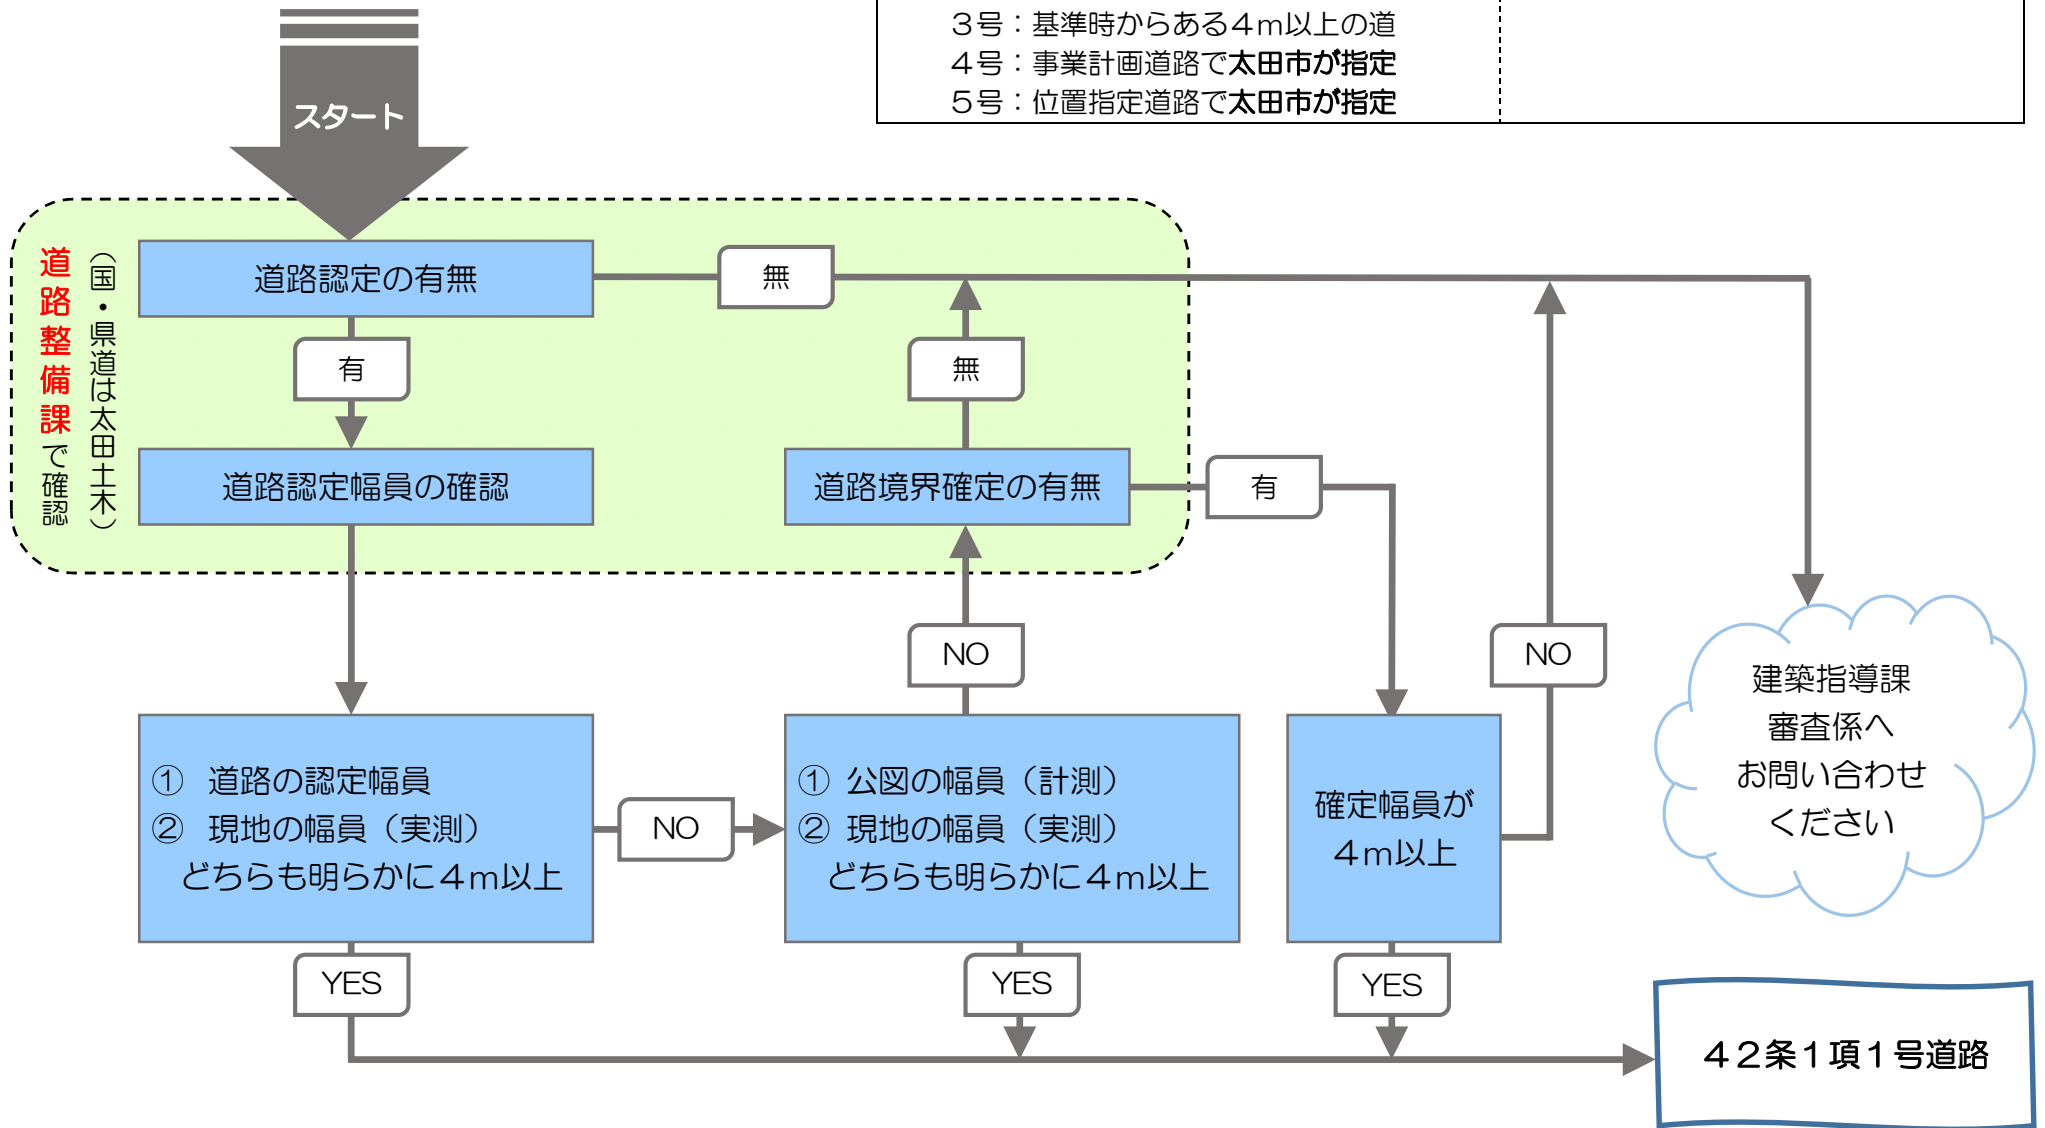 ３号：基準時からある４ｍ以上の道
４号：事業計画道路で太田市が指定
５号：位置指定道路で太田市が指定
スタート
道路整備課で確認
（国・県道は太田土木）
道路認定の有無
無
有
無
道路認定幅員の確認
道路境界確定の有無
有
NO
NO
① 道路の認定幅員
② 現地の幅員（実測）
どちらも明らかに４ｍ以上
NO
① 公図の幅員（計測）
② 現地の幅員（実測）
どちらも明らかに４ｍ以上
確定幅員が
４ｍ以上
建築指導課
審査係へ
お問い合わせ
ください
YES
YES
YES
４２条１項１号道路